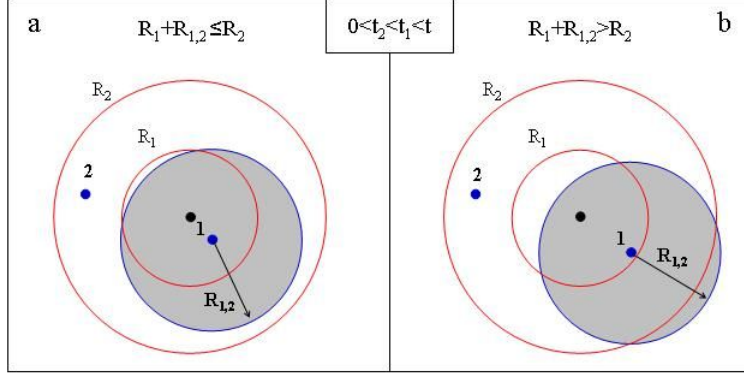 a
R₁+R₁,₂≤R₂
0<t₂<t₁<t
R₁+R₁,₂>R₂
b
R₂
R₁
2
1
R₁,₂
R₂
R₁
2
1
R₁,₂